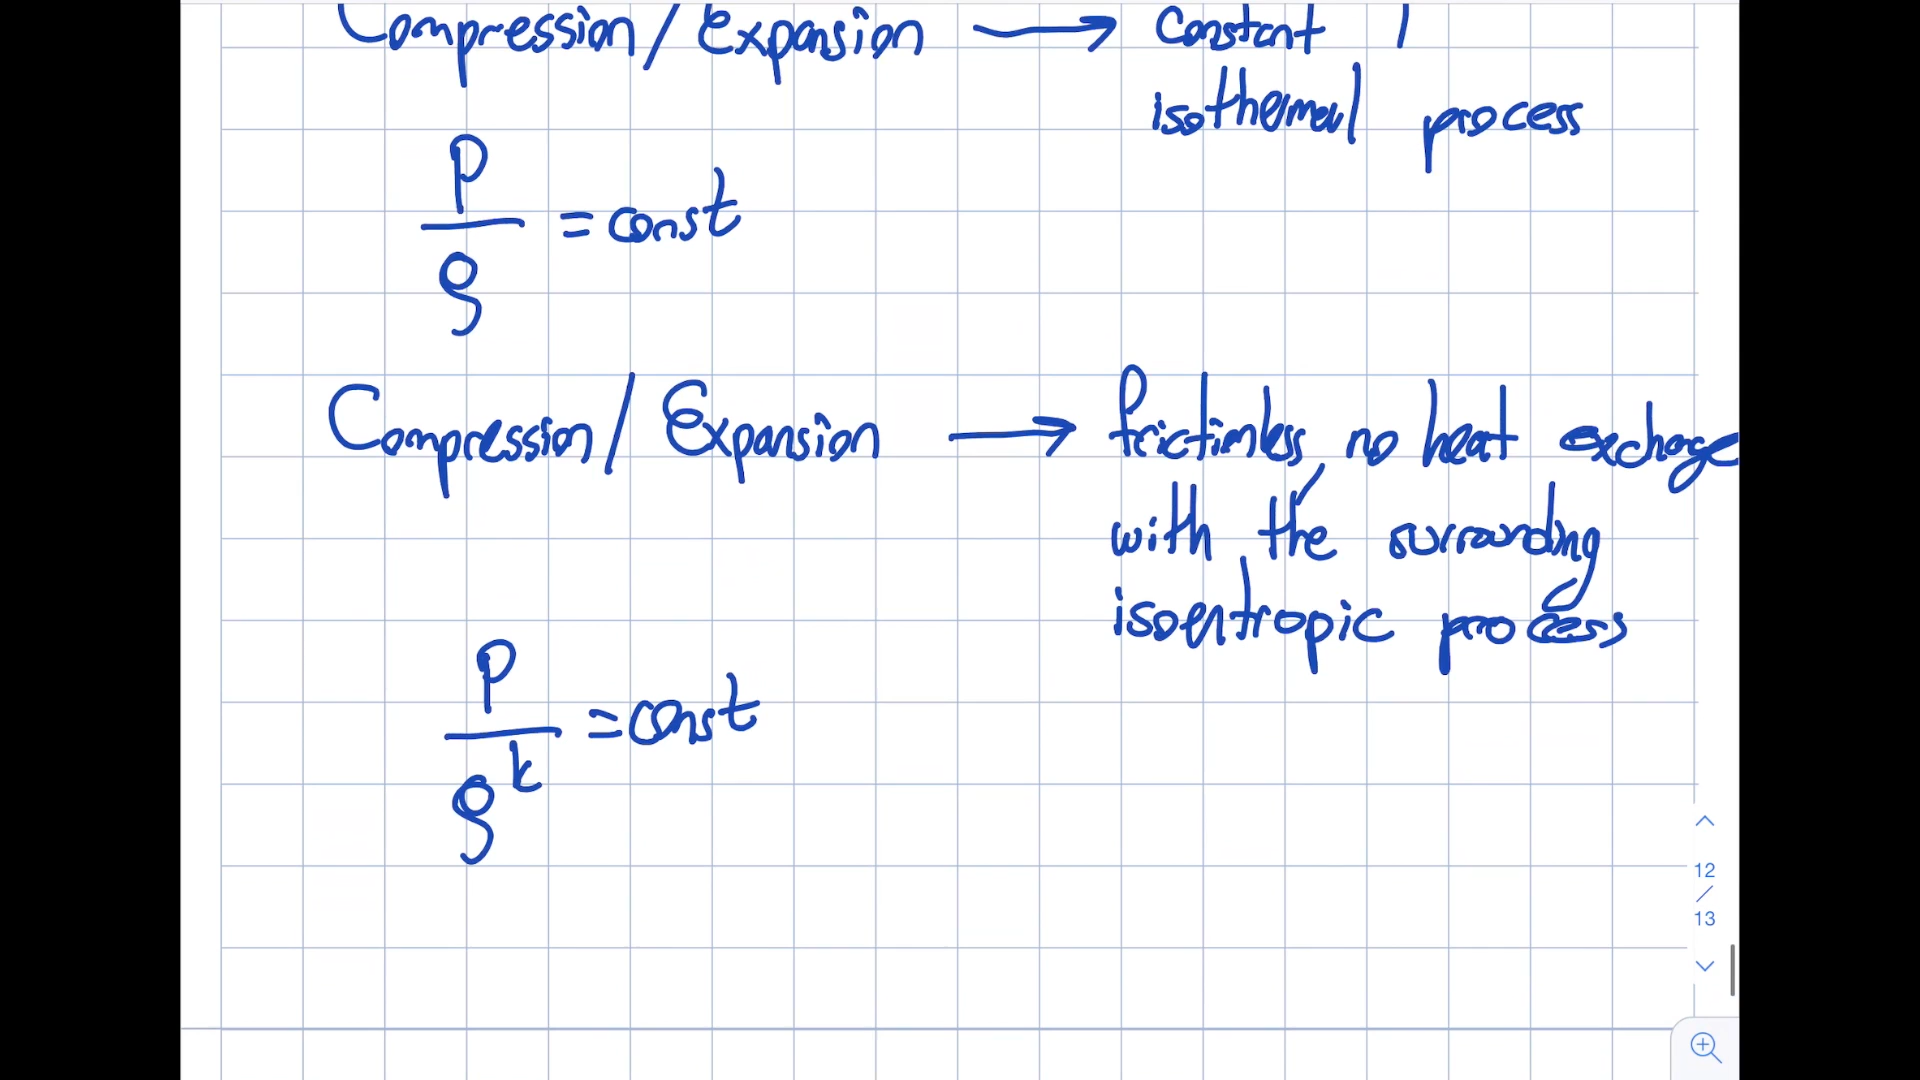 Compression/Expansion → Constant T
isothermal process
P/ρ = const
Compression/Expansion → frictionless, no heat exchange
with the surrounding
isoentropic process
P/ρ^k = const
12
/
13